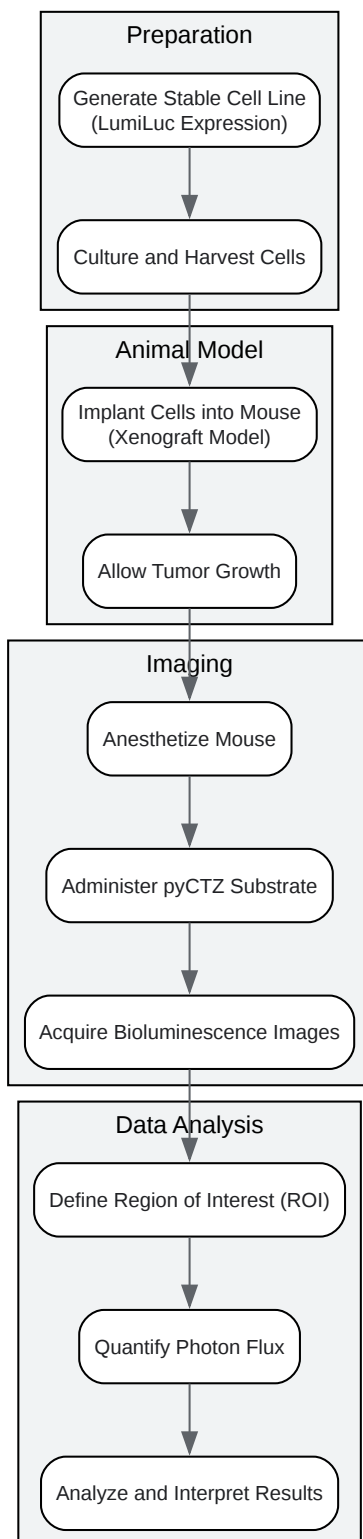 Preparation
Generate Stable Cell Line
(LumiLuc Expression)
Culture and Harvest Cells
Animal Model
Implant Cells into Mouse
(Xenograft Model)
Allow Tumor Growth
Imaging
Anesthetize Mouse
Administer pyCTZ Substrate
Acquire Bioluminescence Images
Data Analysis
Define Region of Interest (ROI)
Quantify Photon Flux
Analyze and Interpret Results